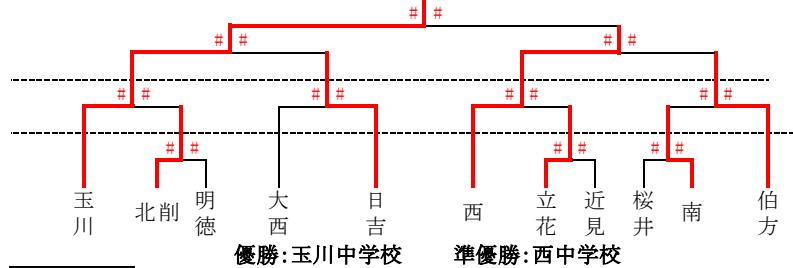 # #
# # # #
# # # # # # # #
# # # # # #
玉川 北削 明徳 大西 日吉 西 立花 近見 桜井 南 伯方
優勝:玉川中学校 準優勝:西中学校